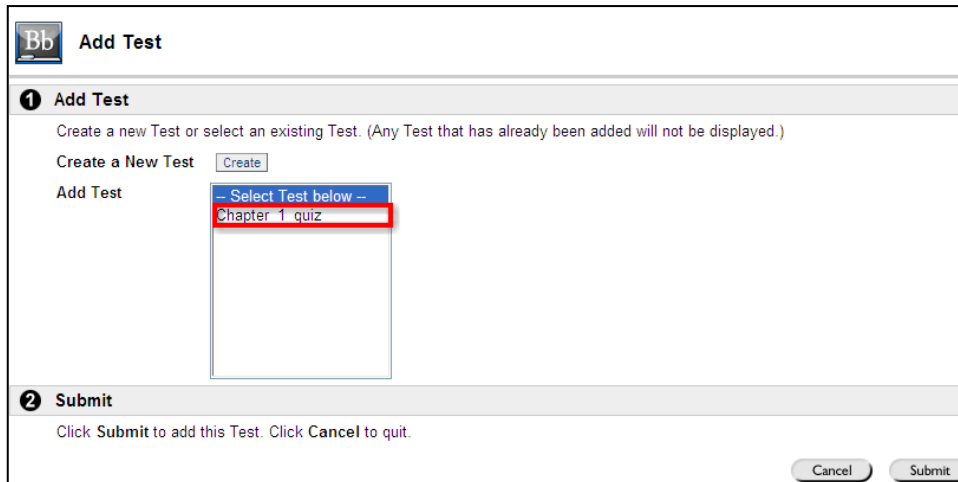 Bb Add Test
1 Add Test
Create a new Test or select an existing Test. (Any Test that has already been added will not be displayed.)
Create a New Test Create
Add Test
-- Select Test below --
Chapter 1 quiz
2 Submit
Click Submit to add this Test. Click Cancel to quit.
Cancel Submit